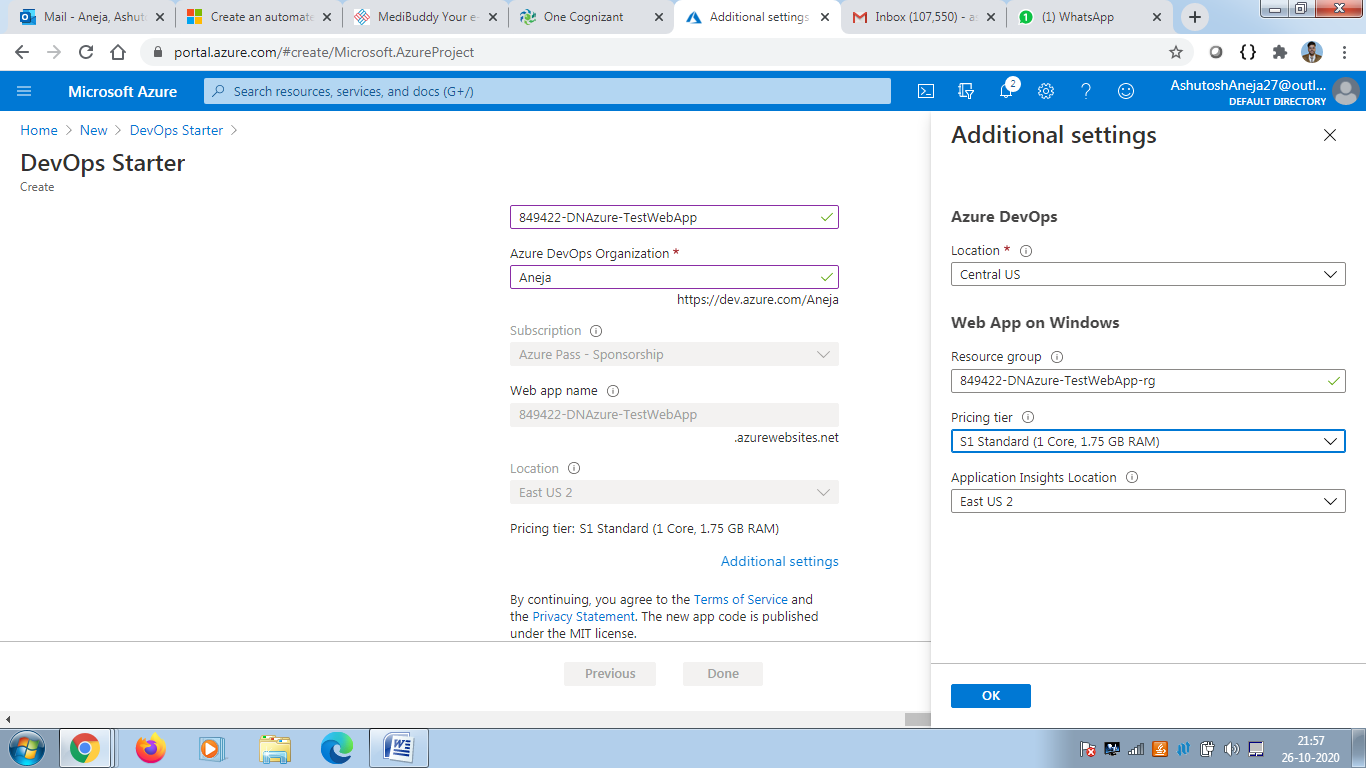 Mail - Aneja, Ashut
Create an automate
MediBuddy Your e-
One Cognizant
Additional settings
Inbox (107,550) - as
(1) WhatsApp
portal.azure.com/#create/Microsoft.AzureProject
Microsoft Azure
Search resources, services, and docs (G+/)
2
AshutoshAneja27@outl...
DEFAULT DIRECTORY
Home > New > DevOps Starter >
DevOps Starter
Create
849422-DNAzure-TestWebApp
Azure DevOps Organization *
Aneja
https://dev.azure.com/Aneja
Subscription
Azure Pass - Sponsorship
Web app name
849422-DNAzure-TestWebApp
.azurewebsites.net
Location
East US 2
Pricing tier: S1 Standard (1 Core, 1.75 GB RAM)
Additional settings
By continuing, you agree to the Terms of Service and
the Privacy Statement. The new app code is published
under the MIT license.
Previous
Done
Additional settings
Azure DevOps
Location *
Central US
Web App on Windows
Resource group
849422-DNAzure-TestWebApp-rg
Pricing tier
S1 Standard (1 Core, 1.75 GB RAM)
Application Insights Location
East US 2
OK
21:57
26-10-2020